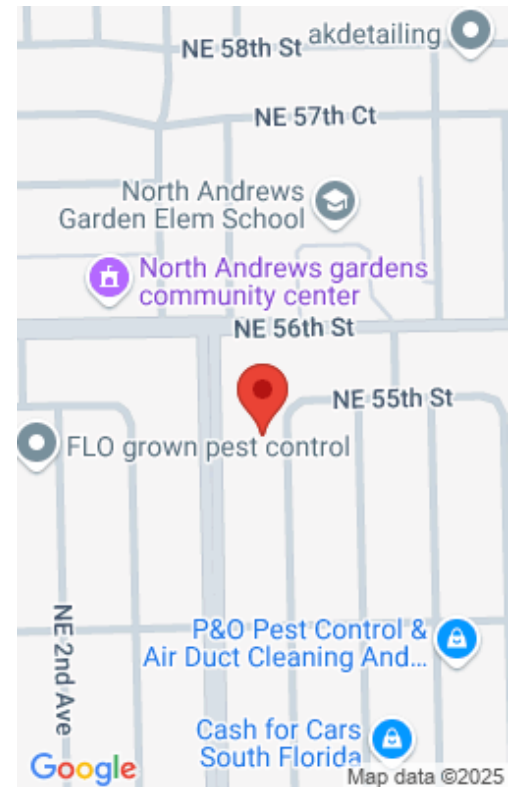 NE 58th St
akdetailing
NE 57th Ct
North Andrews
Garden Elem School
North Andrews gardens
community center
NE 56th St
NE 55th St
FLO grown pest control
NE 2nd Ave
P&O Pest Control &
Air Duct Cleaning And...
Cash for Cars
South Florida
Google
Map data ©2025